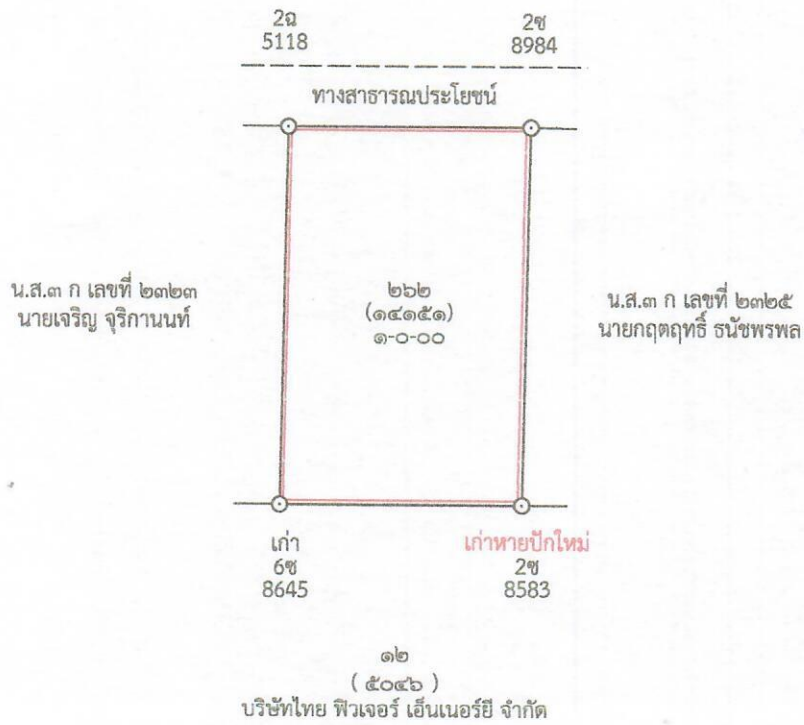 2ฉ 2ช
5118 8984
ทางสาธารณประโยชน์
น.ส.๓ ก เลขที่ ๒๓๒๓
นายเจริญ จุริกานนท์
๒๖๒
(๑๔๑๕๑)
๑-๐-๐๐
น.ส.๓ ก เลขที่ ๒๓๒๕
นายกฤตฤทธิ์ ธนัชพรพล
เก่า เก่าหายปักใหม่
6ซ 2ช
8645 8583
๑๒
( ๕๐๔๖ )
บริษัทไทย ฟิวเจอร์ เอ็นเนอร์ยี จำกัด